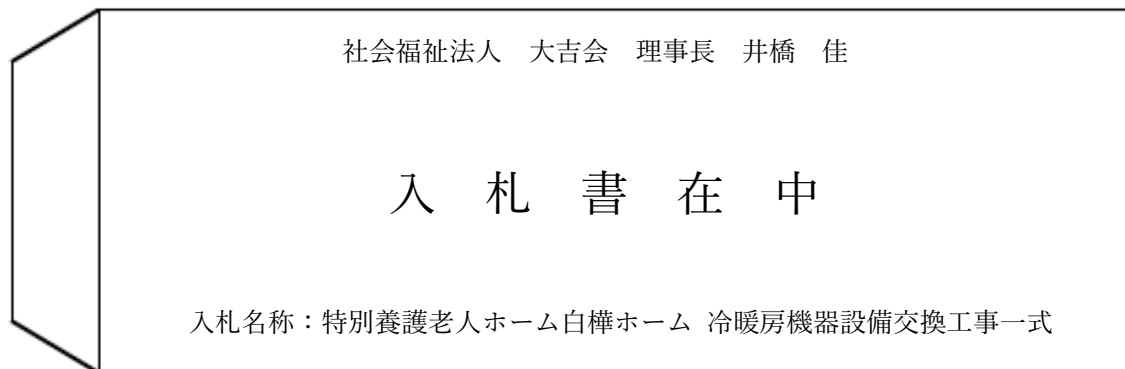 社会福祉法人　大吉会　理事長　井橋　佳
入　札　書　在　中
入札名称：特別養護老人ホーム白樺ホーム 冷暖房機器設備交換工事一式